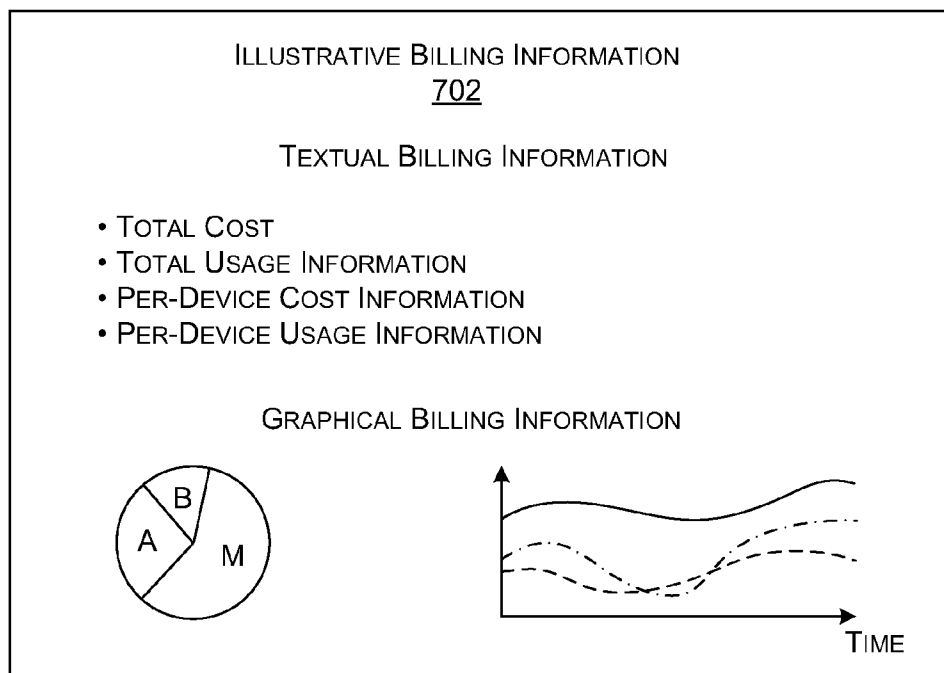 ILLUSTRATIVE BILLING INFORMATION
702
TEXTUAL BILLING INFORMATION
• TOTAL COST
• TOTAL USAGE INFORMATION
• PER-DEVICE COST INFORMATION
• PER-DEVICE USAGE INFORMATION
GRAPHICAL BILLING INFORMATION
B
A
M
TIME